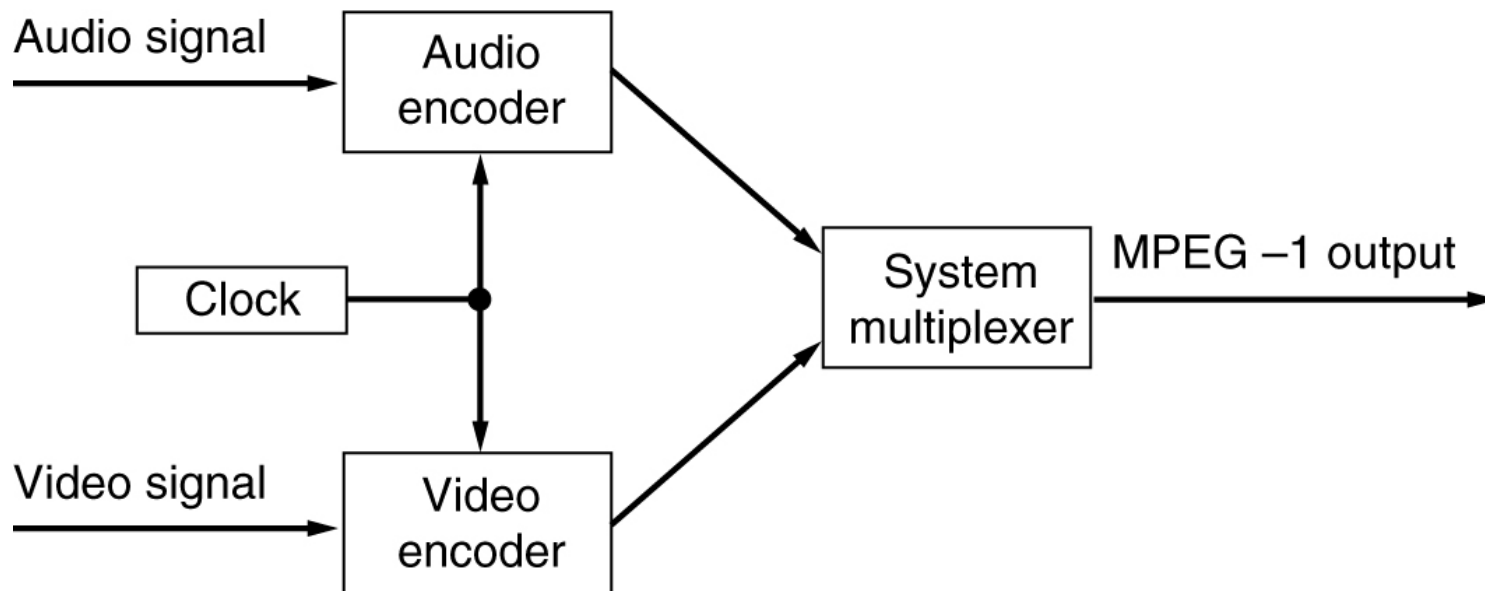 Audio signal
Audio
encoder
Clock
System
multiplexer
MPEG –1 output
Video signal
Video
encoder